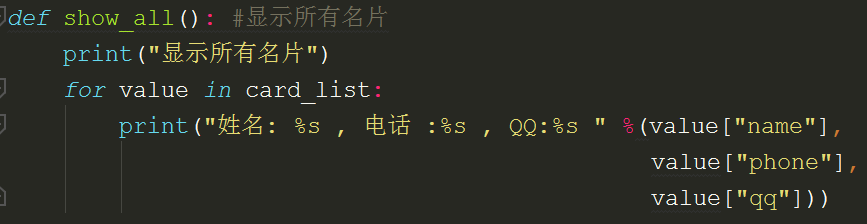 def show_all(): #显示所有名片
    print("显示所有名片")
    for value in card_list:
        print("姓名: %s , 电话 :%s , QQ:%s " %(value["name"],
                                           value["phone"],
                                           value["qq"]))